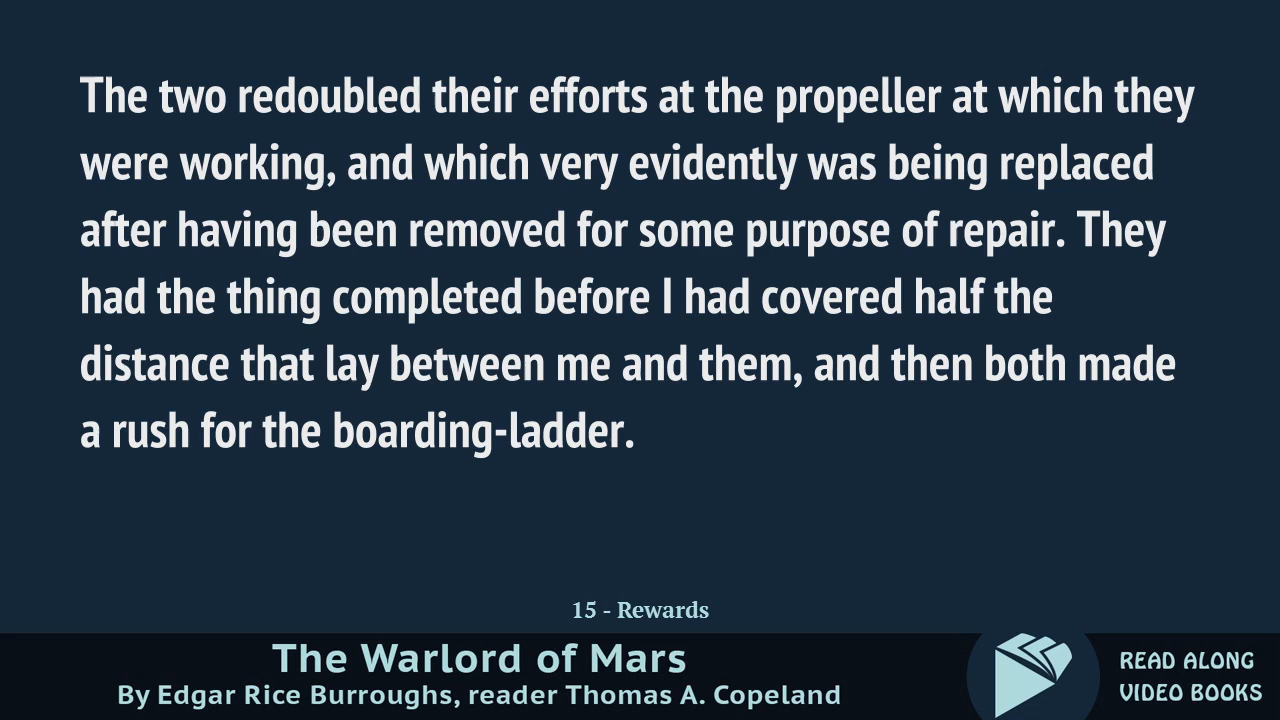 The two redoubled their efforts at the propeller at which they
were working, and which very evidently was being replaced
after having been removed for some purpose of repair. They
had the thing completed before I had covered half the
distance that lay between me and them, and then both made
a rush for the boarding-ladder.
15 - Rewards
The Warlord of Mars
By Edgar Rice Burroughs, reader Thomas A. Copeland
READ ALONG
VIDEO BOOKS